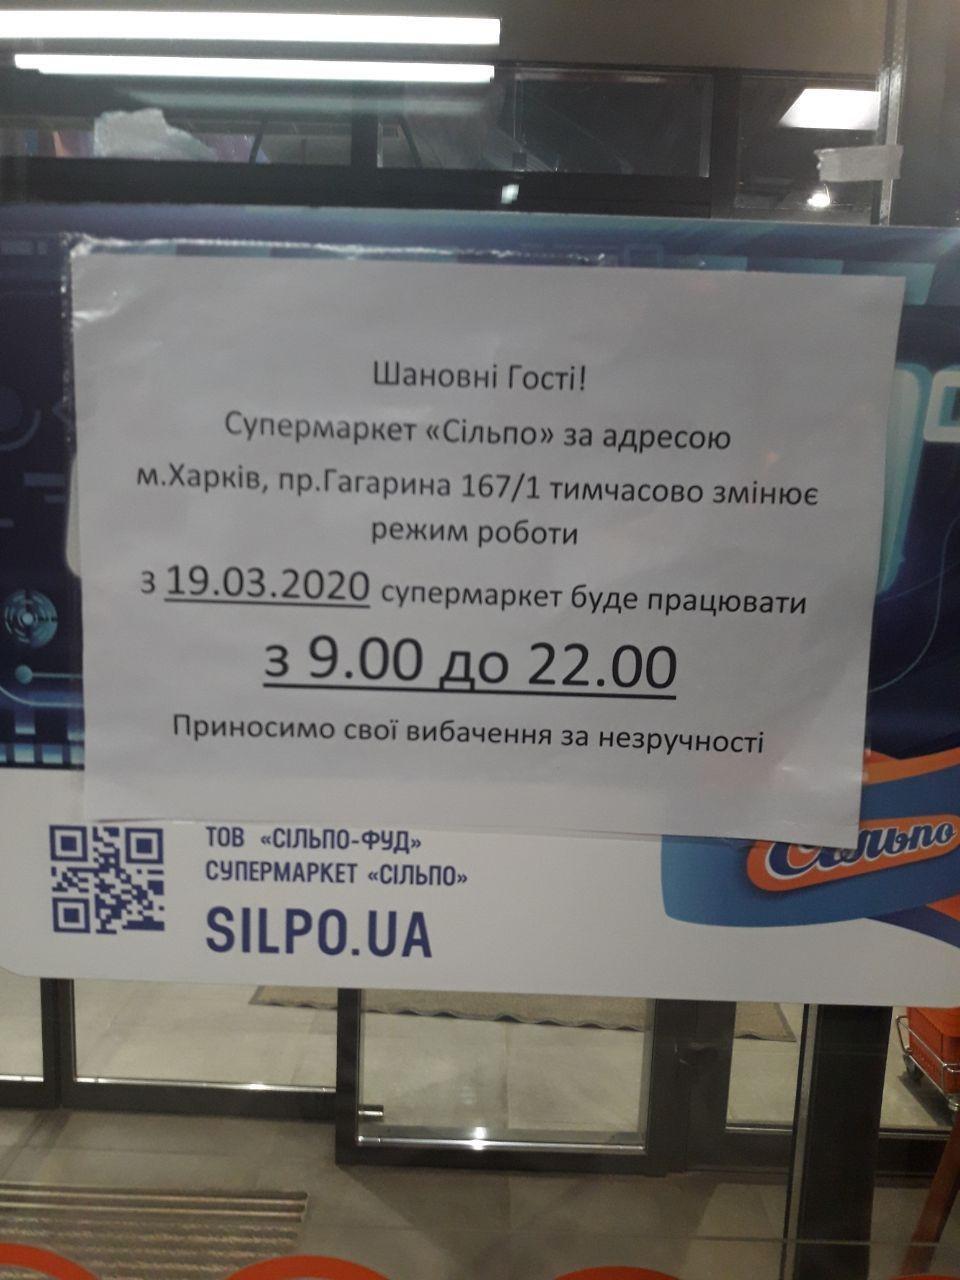 Шановні Гості!
Супермаркет «Сільпо» за адресою
м.Харків, пр.Гагарина 167/1 тимчасово змінює
режим роботи
з 19.03.2020 супермаркет буде працювати
з 9.00 до 22.00
Приносимо свої вибачення за незручності
ТОВ «СІЛЬПО-ФУД»
СУПЕРМАРКЕТ «СІЛЬПО»
SILPO.UA
Сільпо